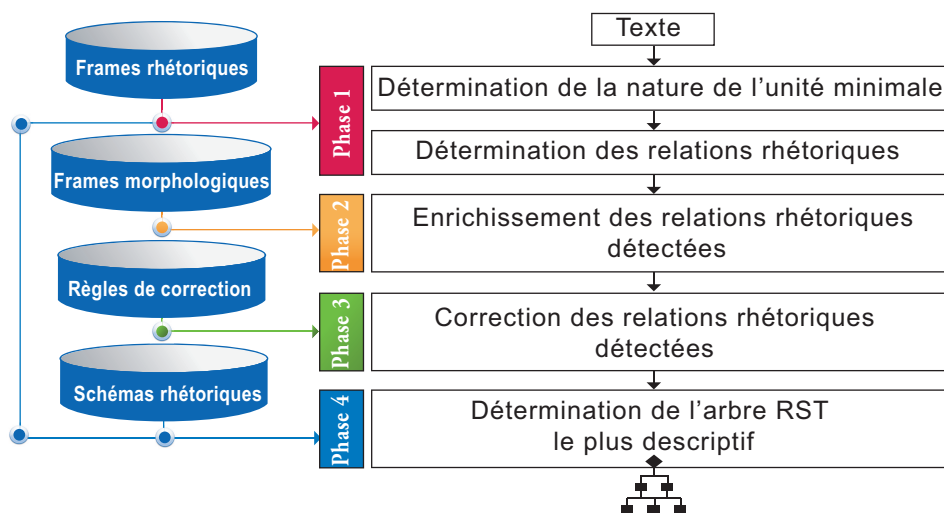 Texte
Frames rhétoriques
Phase 1
Détermination de la nature de l'unité minimale
Détermination des relations rhétoriques
Frames morphologiques
Phase 2
Enrichissement des relations rhétoriques
détectées
Règles de correction
Phase 3
Correction des relations rhétoriques
détectées
Schémas rhétoriques
Phase 4
Détermination de l'arbre RST
le plus descriptif